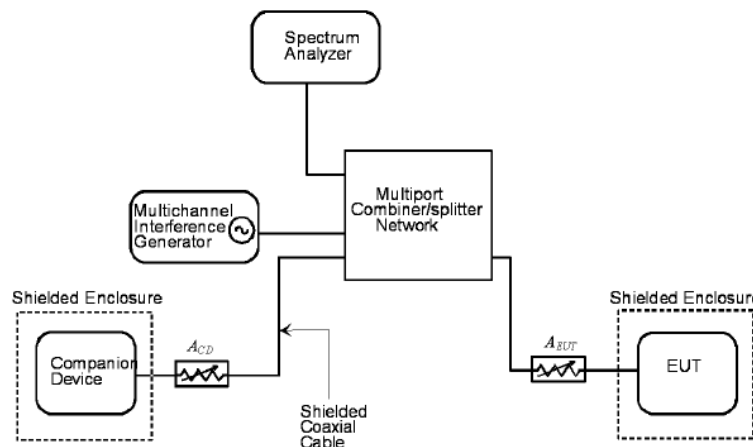 Spectrum
Analyzer
Multiport
Combiner/splitter
Network
Multichannel
Interference
Generator
Shielded Enclosure
Companion
Device
A_CD
Shielded
Coaxial
Cable
A_EUT
Shielded Enclosure
EUT